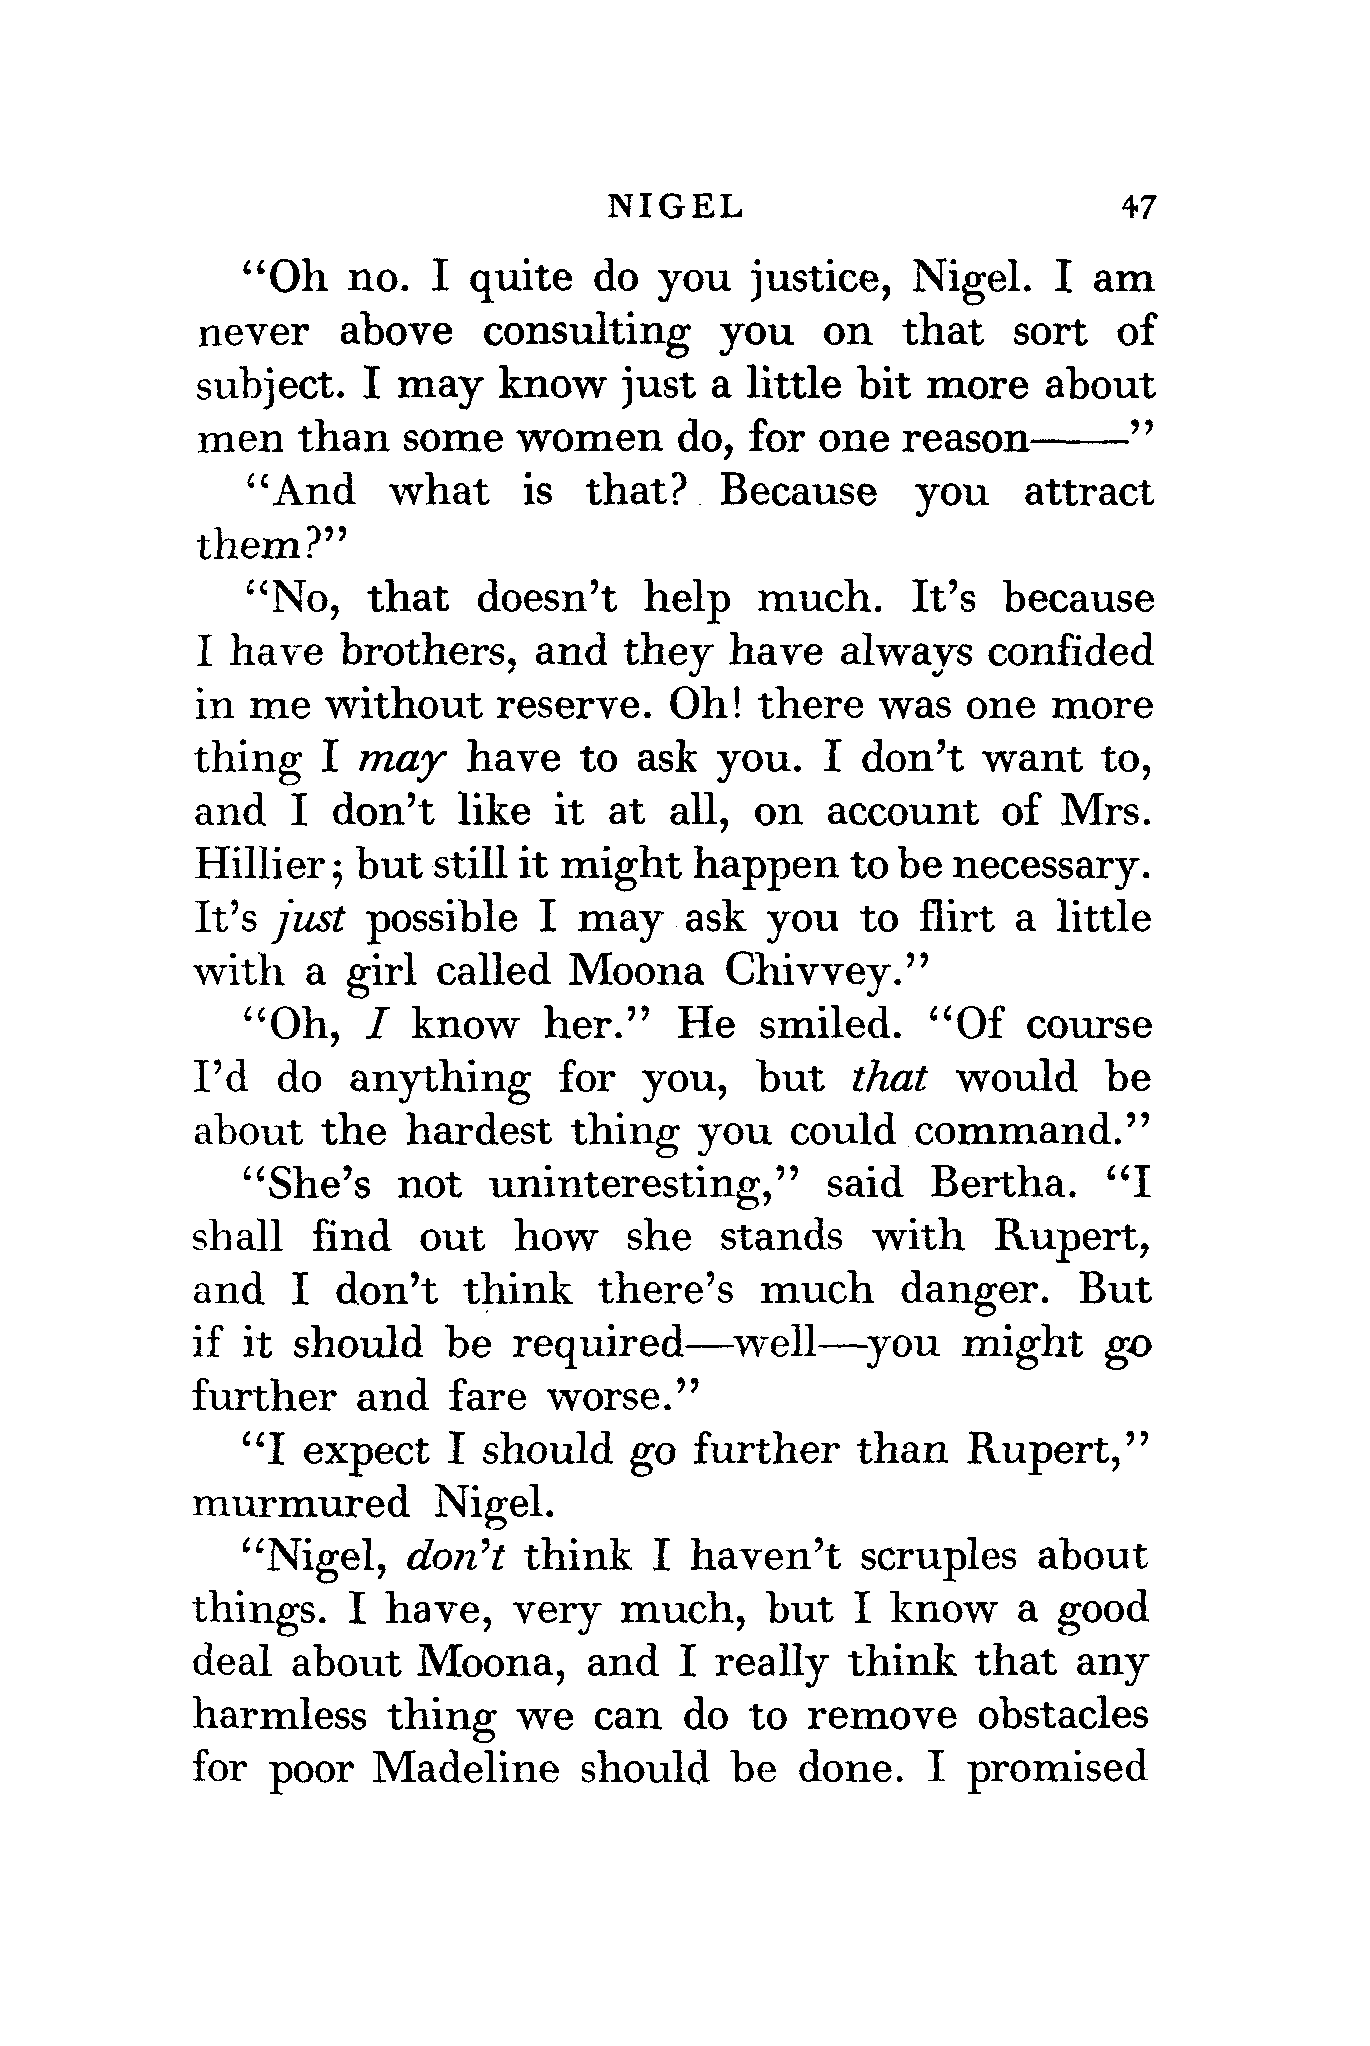 NIGEL 47
“Oh no. I quite do you justice, Nigel. I am
never above consulting you on that sort of
subject. I may know just a little bit more about
men than some women do, for one reason——”
“And what is that? Because you attract
them?”
“No, that doesn’t help much. It’s because
I have brothers, and they have always confided
in me without reserve. Oh! there was one more
thing I may have to ask you. I don’t want to,
and I don’t like it at all, on account of Mrs.
Hillier; but still it might happen to be necessary.
It’s just possible I may ask you to flirt a little
with a girl called Moona Chivvey.”
“Oh, I know her.” He smiled. “Of course
I’d do anything for you, but that would be
about the hardest thing you could command.”
“She’s not uninteresting,” said Bertha. “I
shall find out how she stands with Rupert,
and I don’t think there’s much danger. But
if it should be required—well—you might go
further and fare worse.”
“I expect I should go further than Rupert,”
murmured Nigel.
“Nigel, don’t think I haven’t scruples about
things. I have, very much, but I know a good
deal about Moona, and I really think that any
harmless thing we can do to remove obstacles
for poor Madeline should be done. I promised